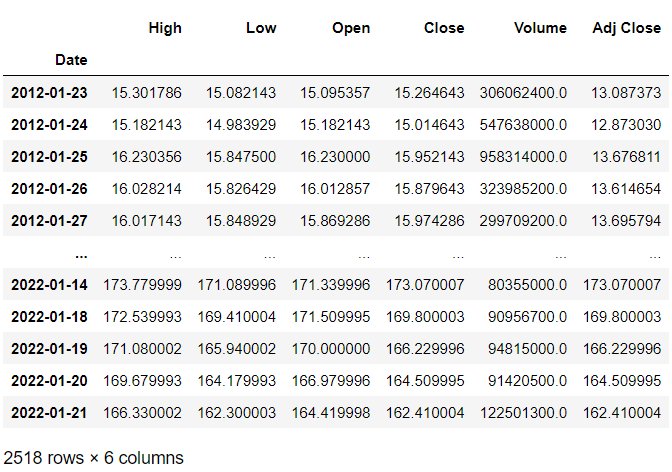 High Low Open Close Volume Adj Close
Date
2012-01-23 15.301786 15.082143 15.095357 15.264643 306062400.0 13.087373
2012-01-24 15.182143 14.983929 15.182143 15.014643 547638000.0 12.873030
2012-01-25 16.230356 15.847500 16.230000 15.952143 958314000.0 13.676811
2012-01-26 16.028214 15.826429 16.012857 15.879643 323985200.0 13.614654
2012-01-27 16.017143 15.848929 15.869286 15.974286 299709200.0 13.695794
... ... ... ... ... ... ...
2022-01-14 173.779999 171.089996 171.339996 173.070007 80355000.0 173.070007
2022-01-18 172.539993 169.410004 171.509995 169.800003 90956700.0 169.800003
2022-01-19 171.080002 165.940002 170.000000 166.229996 94815000.0 166.229996
2022-01-20 169.679993 164.179993 166.979996 164.509995 91420500.0 164.509995
2022-01-21 166.330002 162.300003 164.419998 162.410004 122501300.0 162.410004
2518 rows × 6 columns